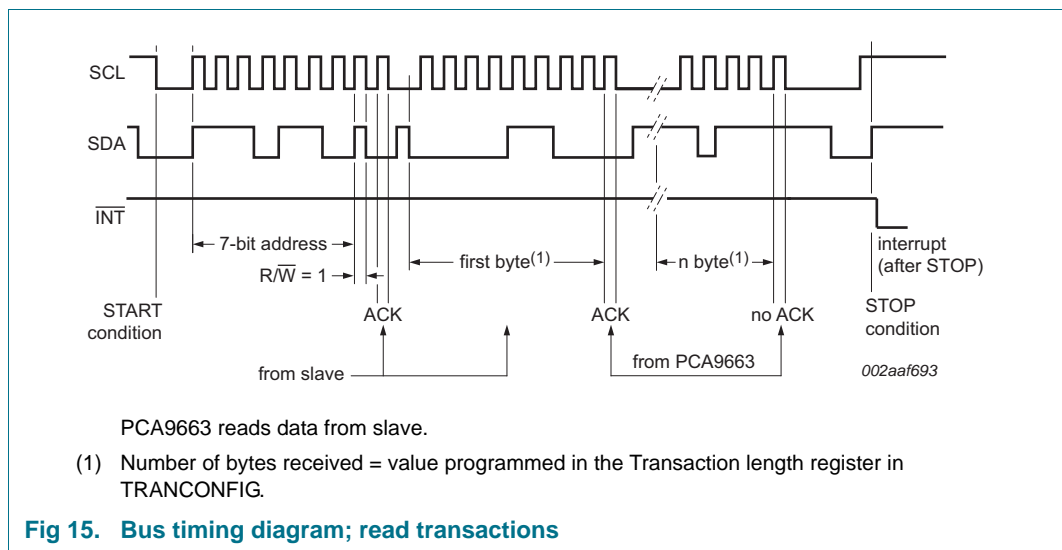 SCL
SDA
INT
7-bit address
R/W = 1
first byte(1)
n byte(1)
interrupt
(after STOP)
START
condition
ACK
ACK
no ACK
STOP
condition
from slave
from PCA9663
002aaf693
PCA9663 reads data from slave.
(1) Number of bytes received = value programmed in the Transaction length register in
TRANCONFIG.
Fig 15. Bus timing diagram; read transactions